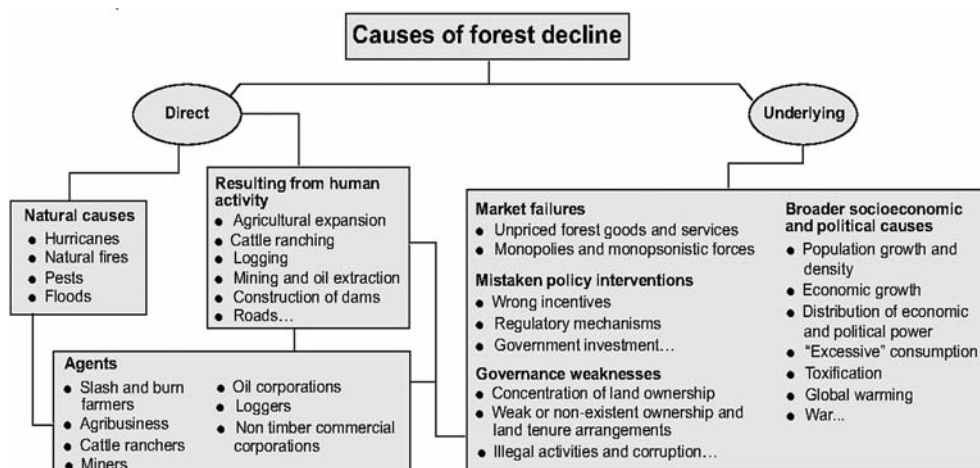 Causes of forest decline
Direct
Underlying
Natural causes
● Hurricanes
● Natural fires
● Pests
● Floods
Resulting from human
activity
● Agricultural expansion
● Cattle ranching
● Logging
● Mining and oil extraction
● Construction of dams
● Roads…
Agents
● Slash and burn
farmers
● Agribusiness
● Cattle ranchers
● Miners
● Oil corporations
● Loggers
● Non timber commercial
corporations
Market failures
● Unpriced forest goods and services
● Monopolies and monopsonistic forces
Mistaken policy interventions
● Wrong incentives
● Regulatory mechanisms
● Government investment…
Governance weaknesses
● Concentration of land ownership
● Weak or non-existent ownership and
land tenure arrangements
● Illegal activities and corruption…
Broader socioeconomic
and political causes
● Population growth and
density
● Economic growth
● Distribution of economic
and political power
● “Excessive” consumption
● Toxification
● Global warming
● War...